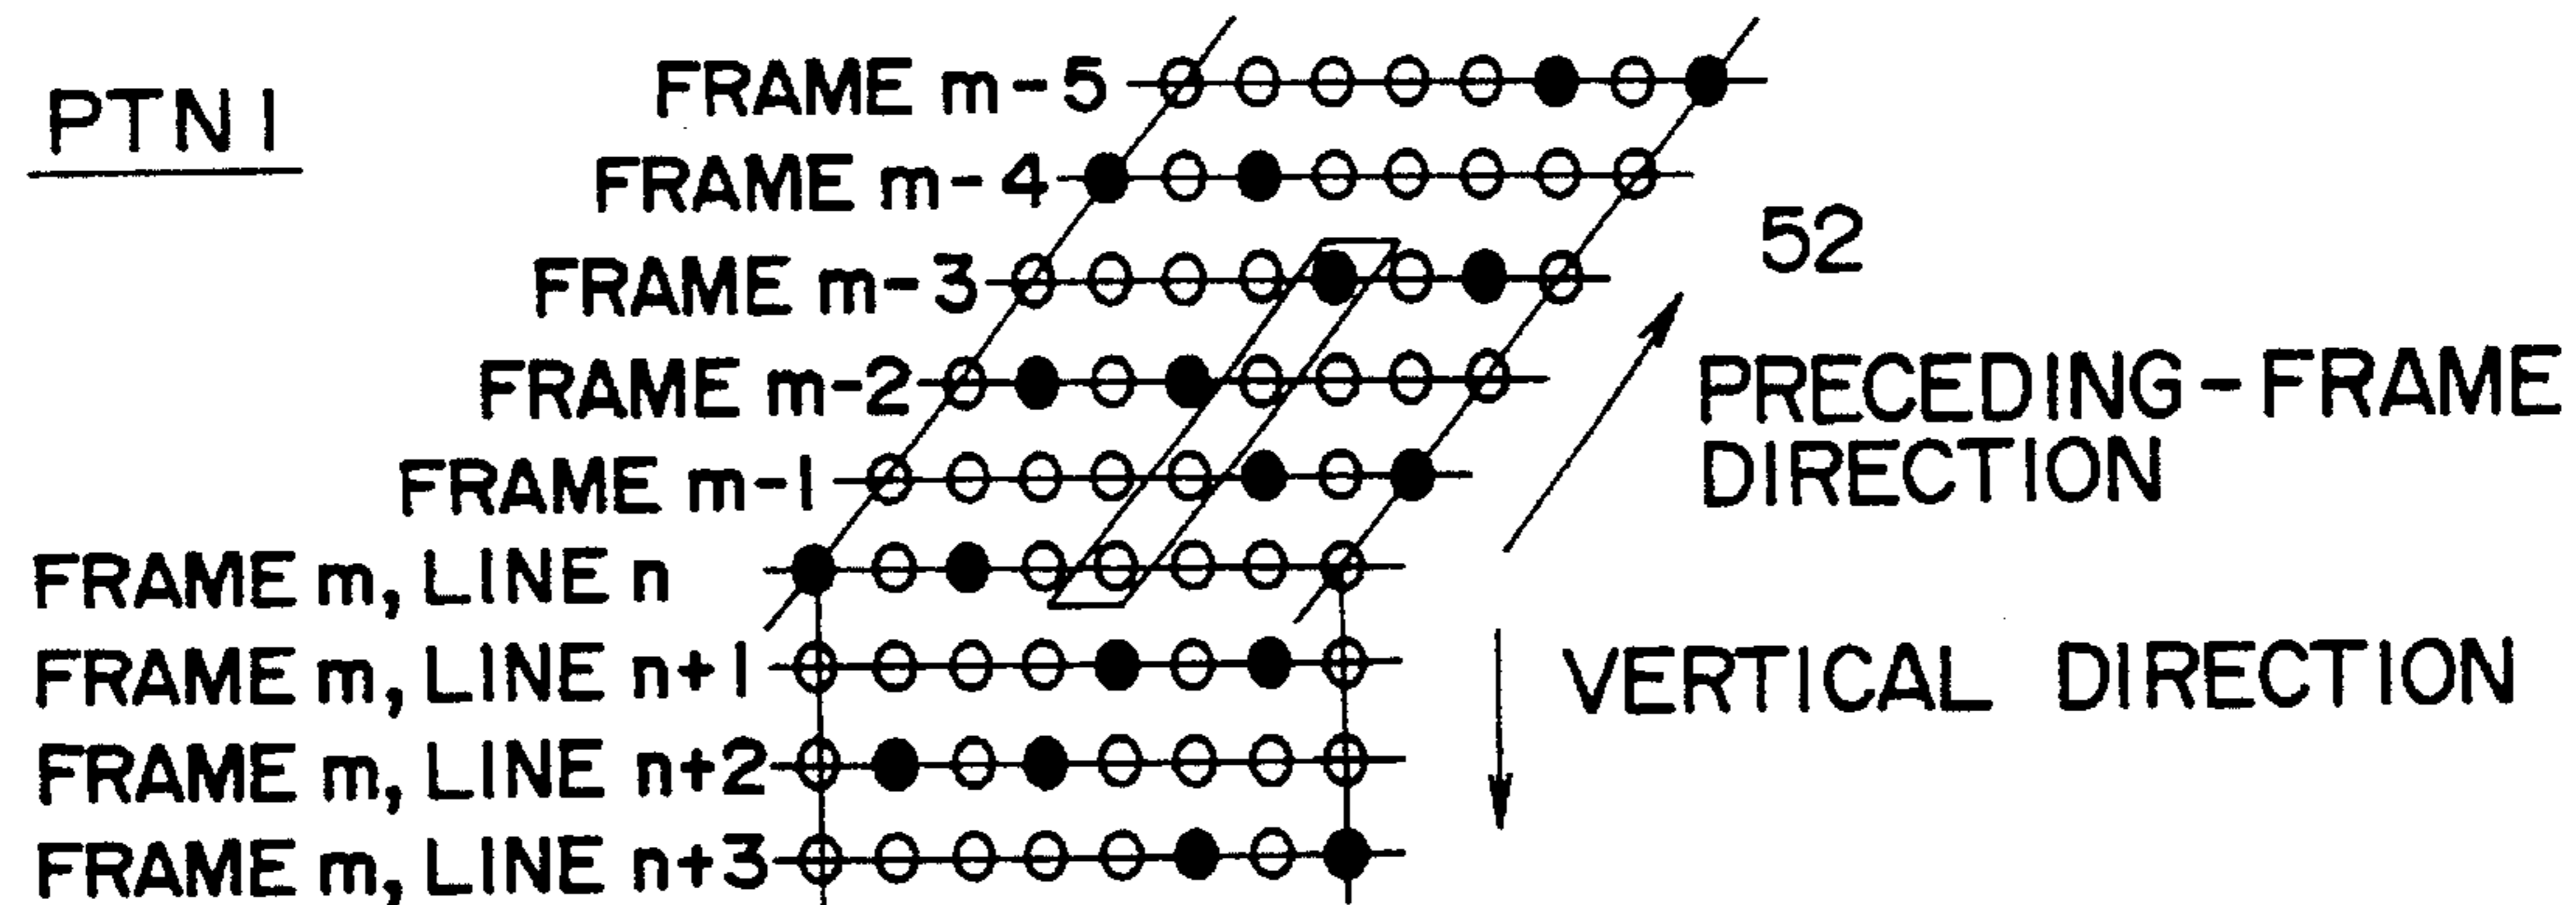 PTN1
FRAME m-5
FRAME m-4
FRAME m-3
52
FRAME m-2
PRECEDING-FRAME
DIRECTION
FRAME m-1
FRAME m, LINE n
FRAME m, LINE n+1
VERTICAL DIRECTION
FRAME m, LINE n+2
FRAME m, LINE n+3